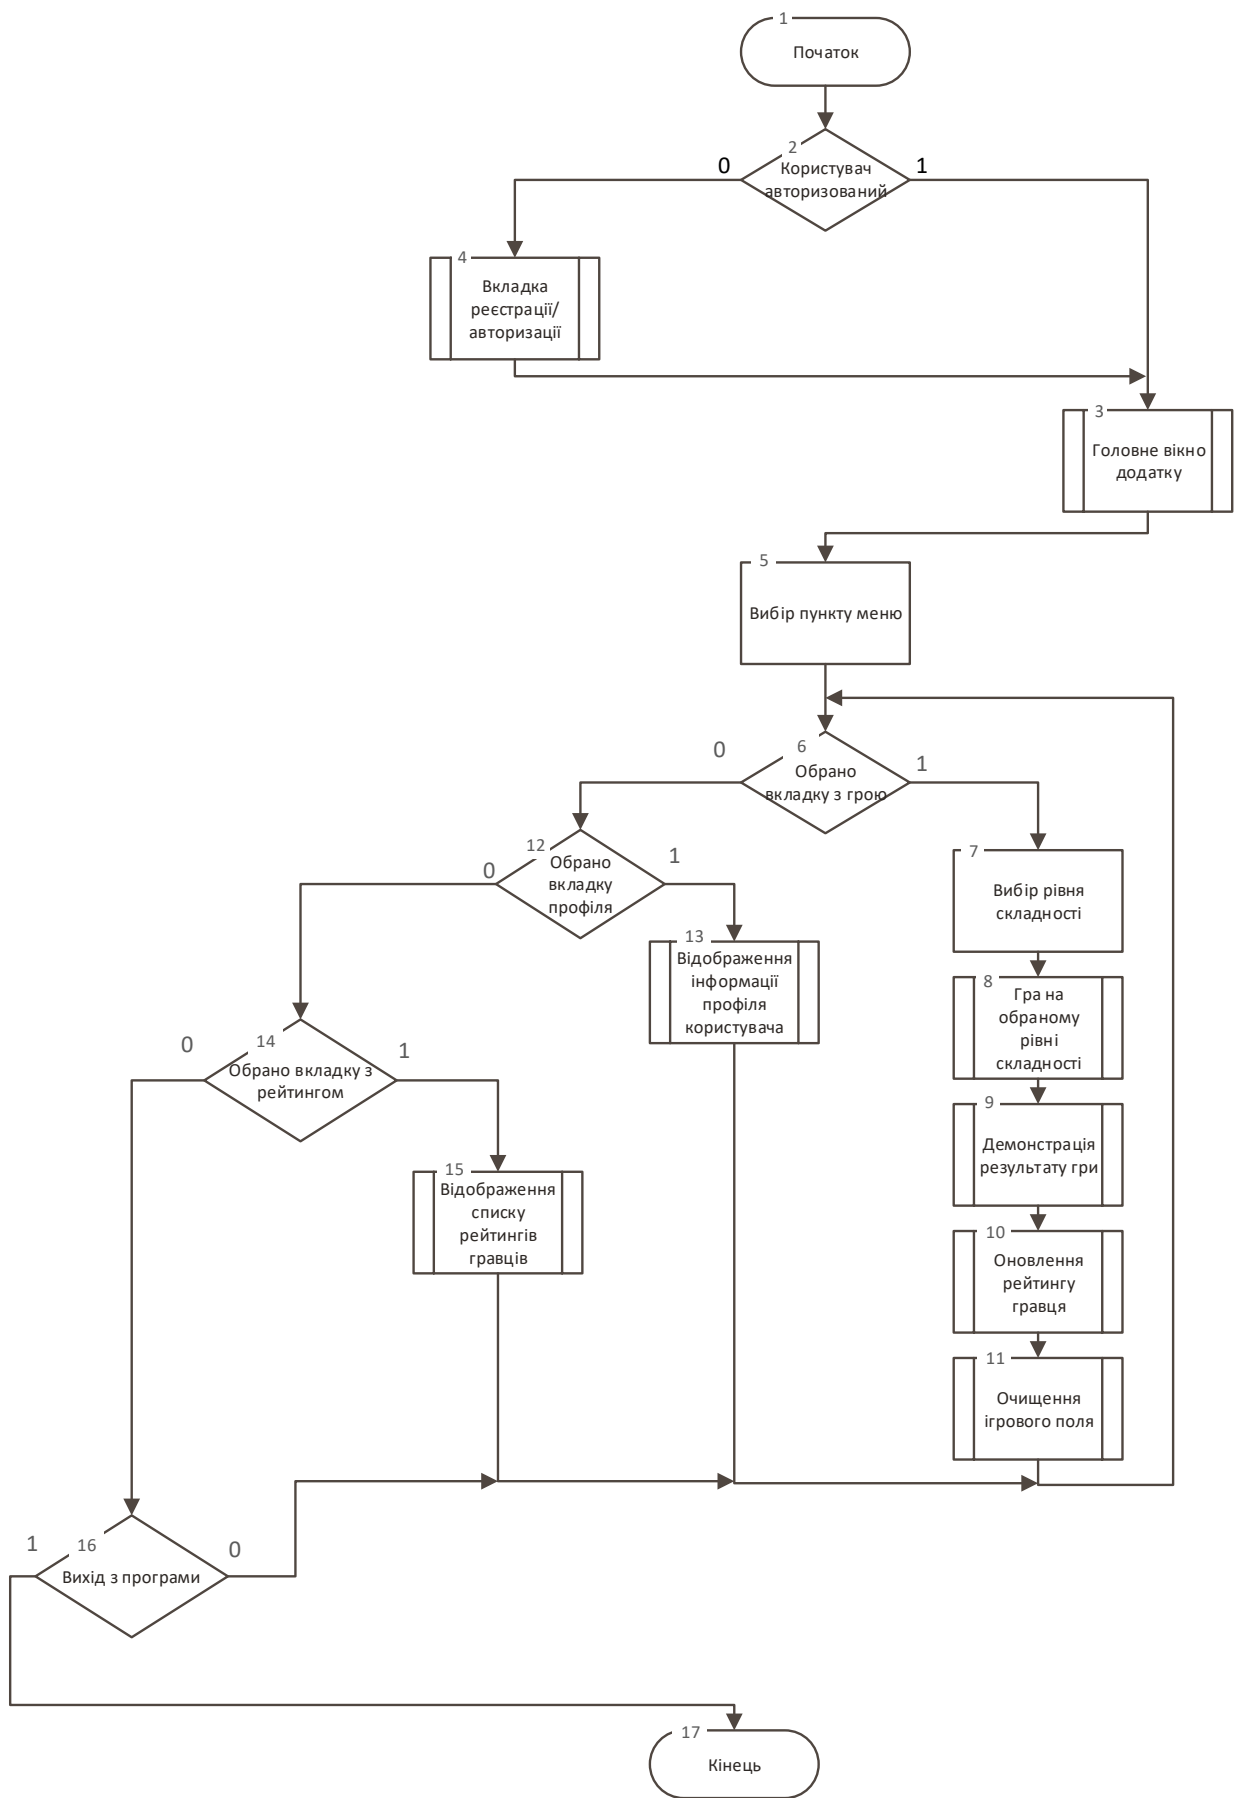 1
Початок
2
Користувач
авторизований
0
1
4
Вкладка
реєстрації/
авторизації
3
Головне вікно
додатку
5
Вибір пункту меню
6
Обрано
вкладку з грою
0
1
12
Обрано
вкладку
профіля
0
1
7
Вибір рівня
складності
13
Відображення
інформації
профіля
користувача
8
Гра на
обраному
рівні
складності
14
Обрано вкладку з
рейтингом
0
1
9
Демонстрація
результату гри
15
Відображення
списку
рейтингів
гравців
10
Оновлення
рейтингу
гравця
11
Очищення
ігрового поля
16
Вихід з програми
1
0
17
Кінець